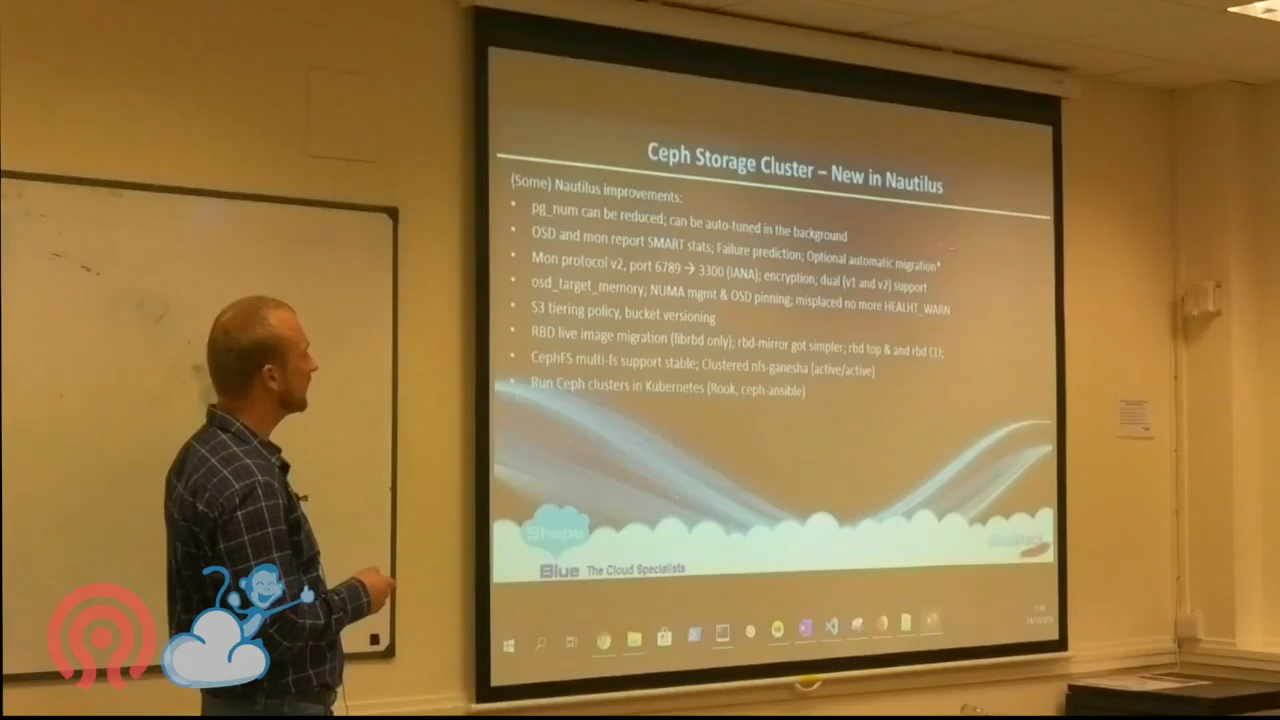 Ceph Storage Cluster – New in Nautilus
(Some) Nautilus improvements:
• pg_num can be reduced; can be auto-tuned in the background
• OSD and mon report SMART stats; Failure prediction; Optional automatic migration*
• Mon protocol v2, port 6789 → 3300 (IANA); encryption; dual (v1 and v2) support
• osd_target_memory; NUMA mgmt & OSD pinning; misplaced no more HEALHT_WARN
• S3 tiering policy, bucket versioning
• RBD live image migration (librbd only); rbd-mirror got simpler; rbd top & and rbd CLI;
• CephFS multi-fs support stable; Clustered nfs-ganesha (active/active)
• Run Ceph clusters in Kubernetes (Rook, ceph-ansible)
Shape
Blue The Cloud Specialists